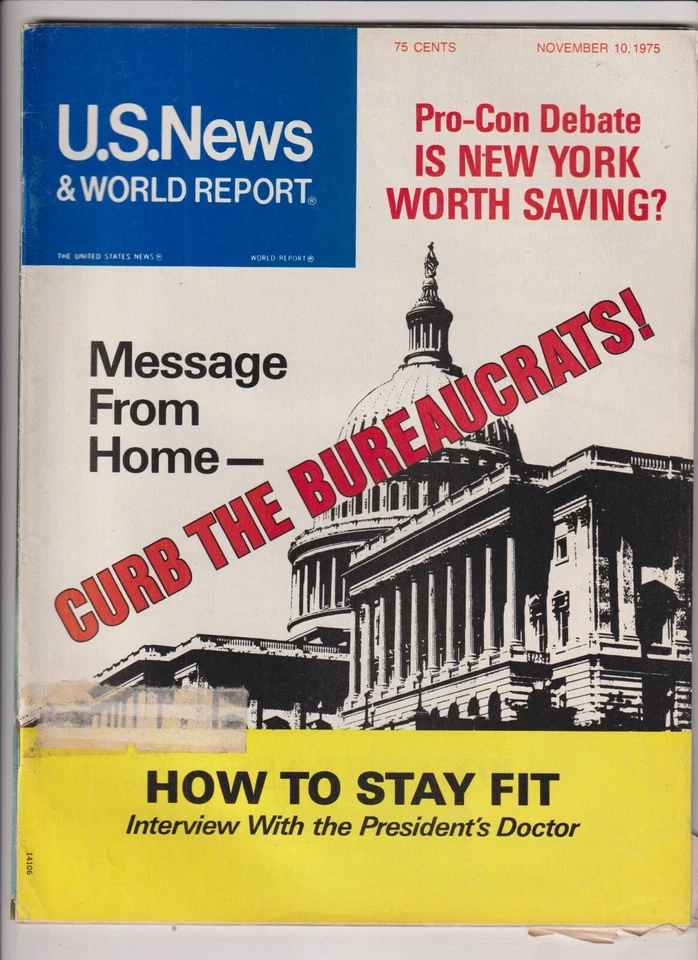 75 CENTS
NOVEMBER 10, 1975
U.S.News
& WORLD REPORT®
THE UNITED STATES NEWS®
WORLD REPORT®
Pro-Con Debate
IS NEW YORK
WORTH SAVING?
Message
From
Home—
CURB THE BUREAUCRATS!
HOW TO STAY FIT
Interview With the President's Doctor
14106